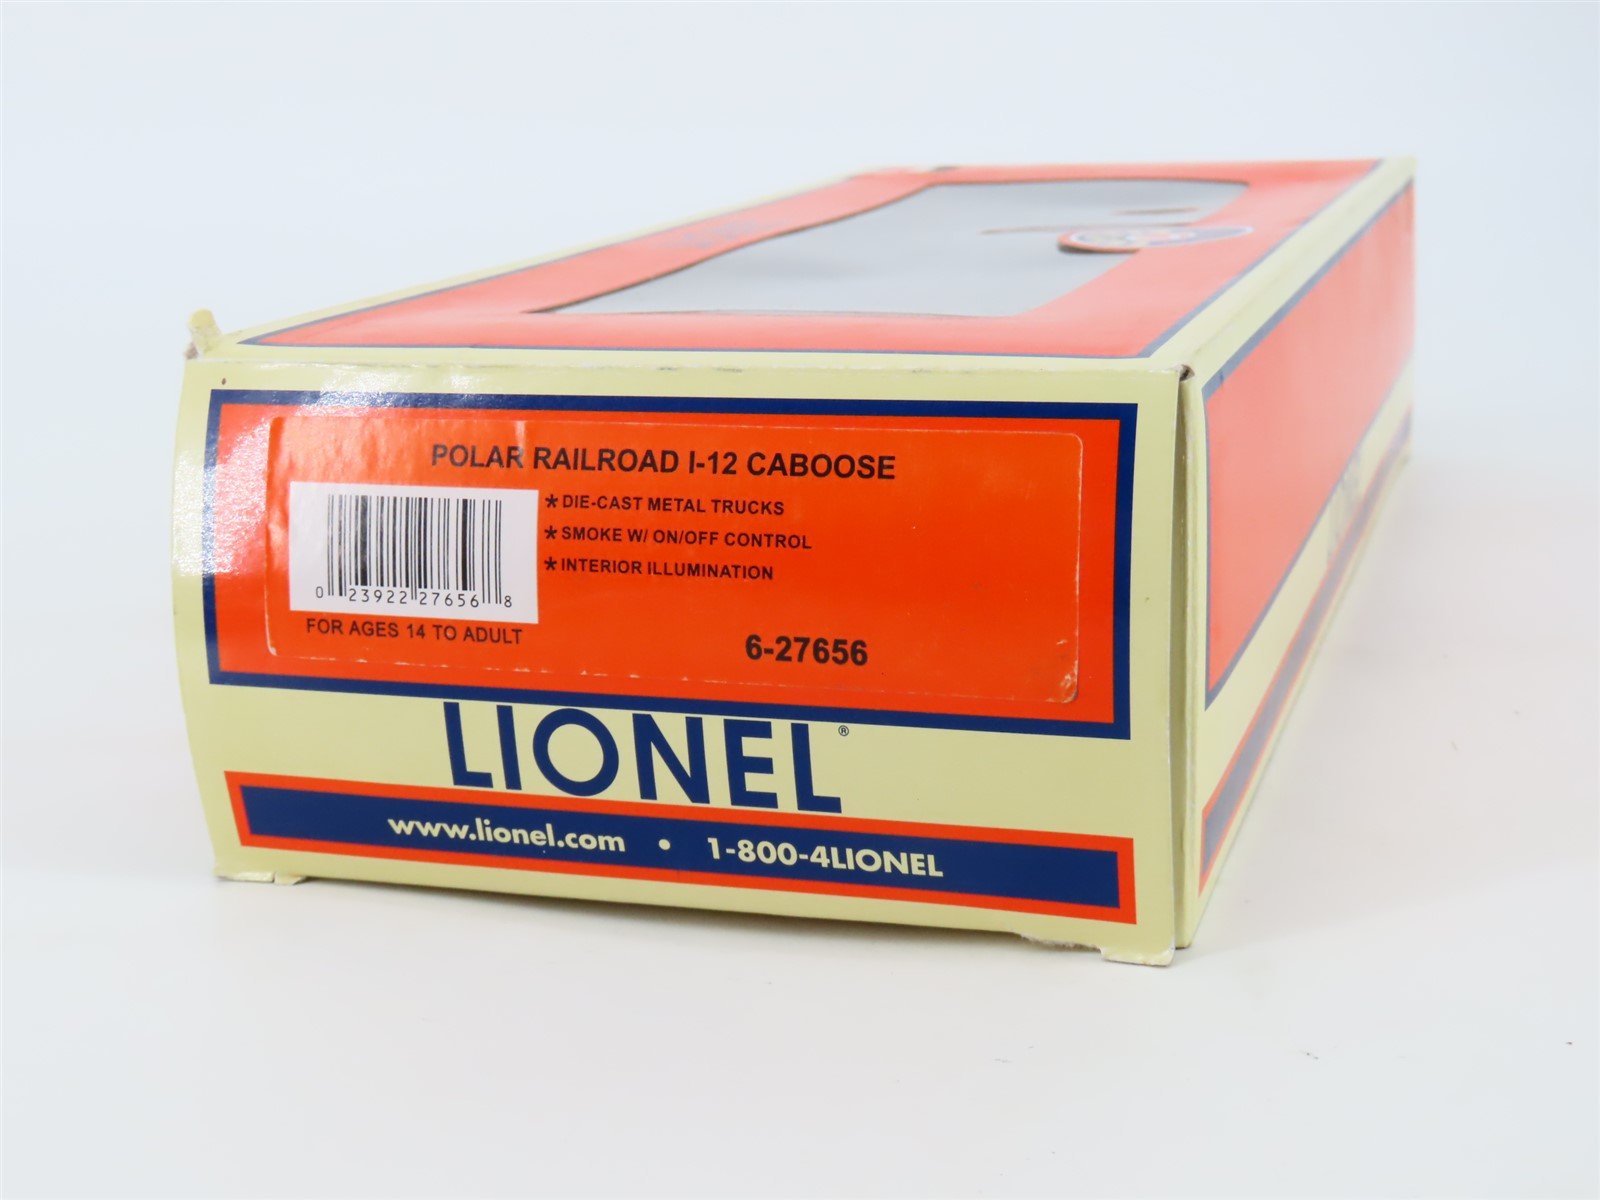 POLAR RAILROAD I-12 CABOOSE
* DIE-CAST METAL TRUCKS
* SMOKE W/ ON/OFF CONTROL
* INTERIOR ILLUMINATION
0 23922 27656 8
FOR AGES 14 TO ADULT
6-27656
LIONEL®
www.lionel.com • 1-800-4LIONEL